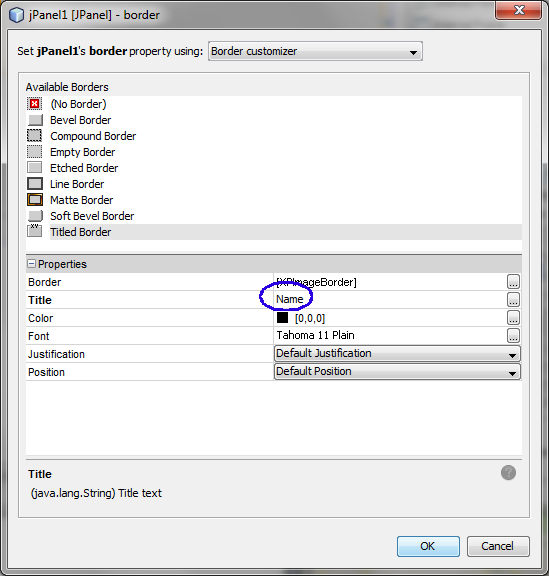 jPanel1 [JPanel] - border
Set jPanel1's border property using: Border customizer
Available Borders
(No Border)
Bevel Border
Compound Border
Empty Border
Etched Border
Line Border
Matte Border
Soft Bevel Border
XY Titled Border
Properties
Border [XPImageBorder] ...
Title Name ...
Color [0,0,0] ...
Font Tahoma 11 Plain ...
Justification Default Justification
Position Default Position
Title ?
(java.lang.String) Title text
OK Cancel